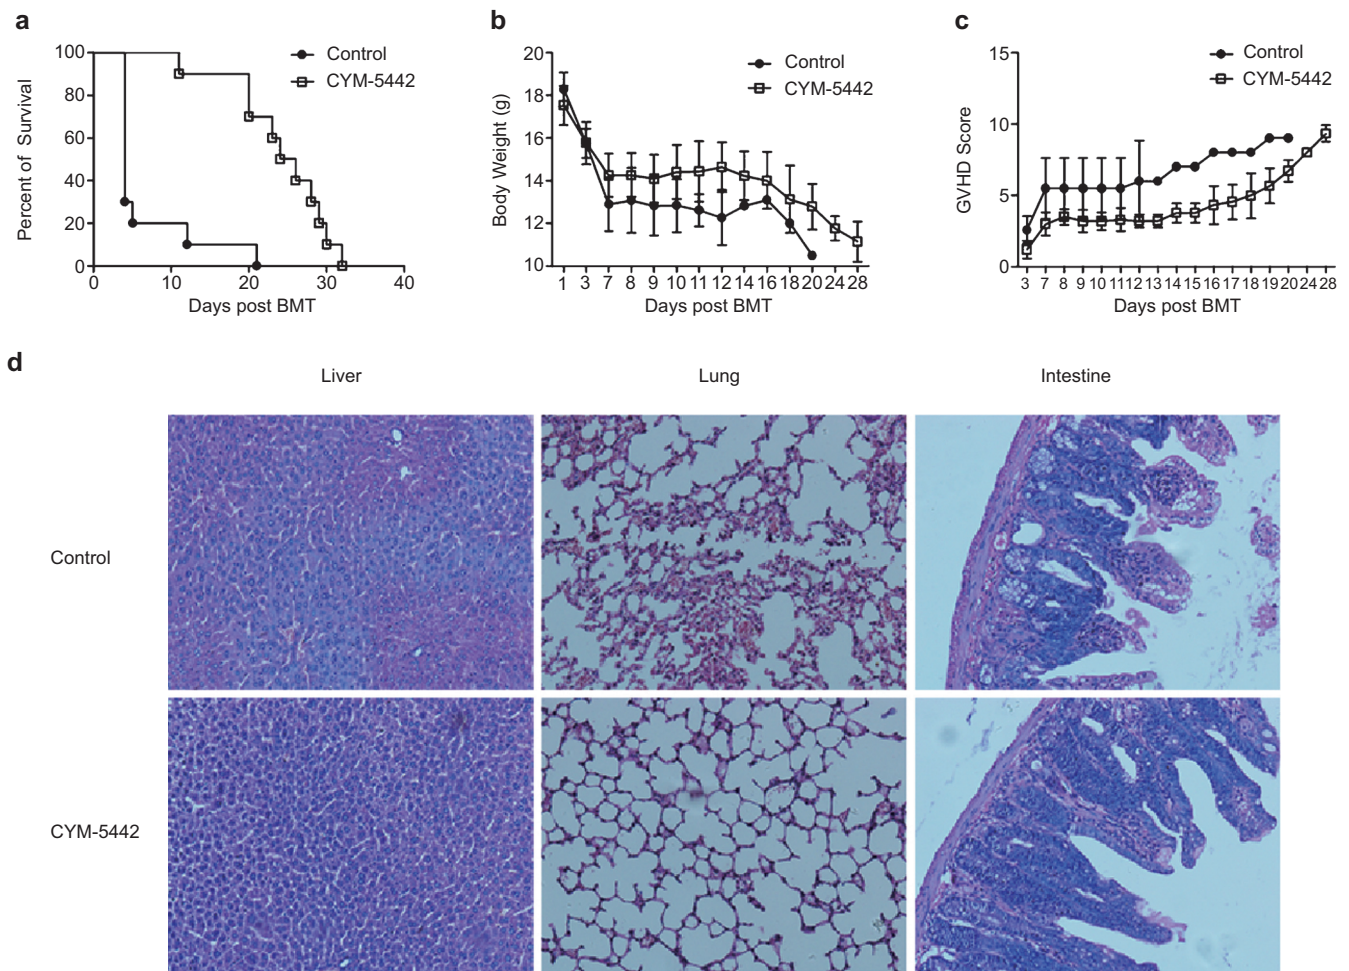 a
100
80
60
40
20
0
Percent of Survival
0 10 20 30 40
Days post BMT
Control
CYM-5442
b
20
18
16
14
12
10
Body Weight (g)
1 3 7 8 9 10 11 12 14 16 18 20 24 28
Days post BMT
Control
CYM-5442
c
15
10
5
0
GVHD Score
3 7 8 9 10 11 12 13 14 15 16 17 18 19 20 24 28
Days post BMT
Control
CYM-5442
d
Liver Lung Intestine
Control
CYM-5442